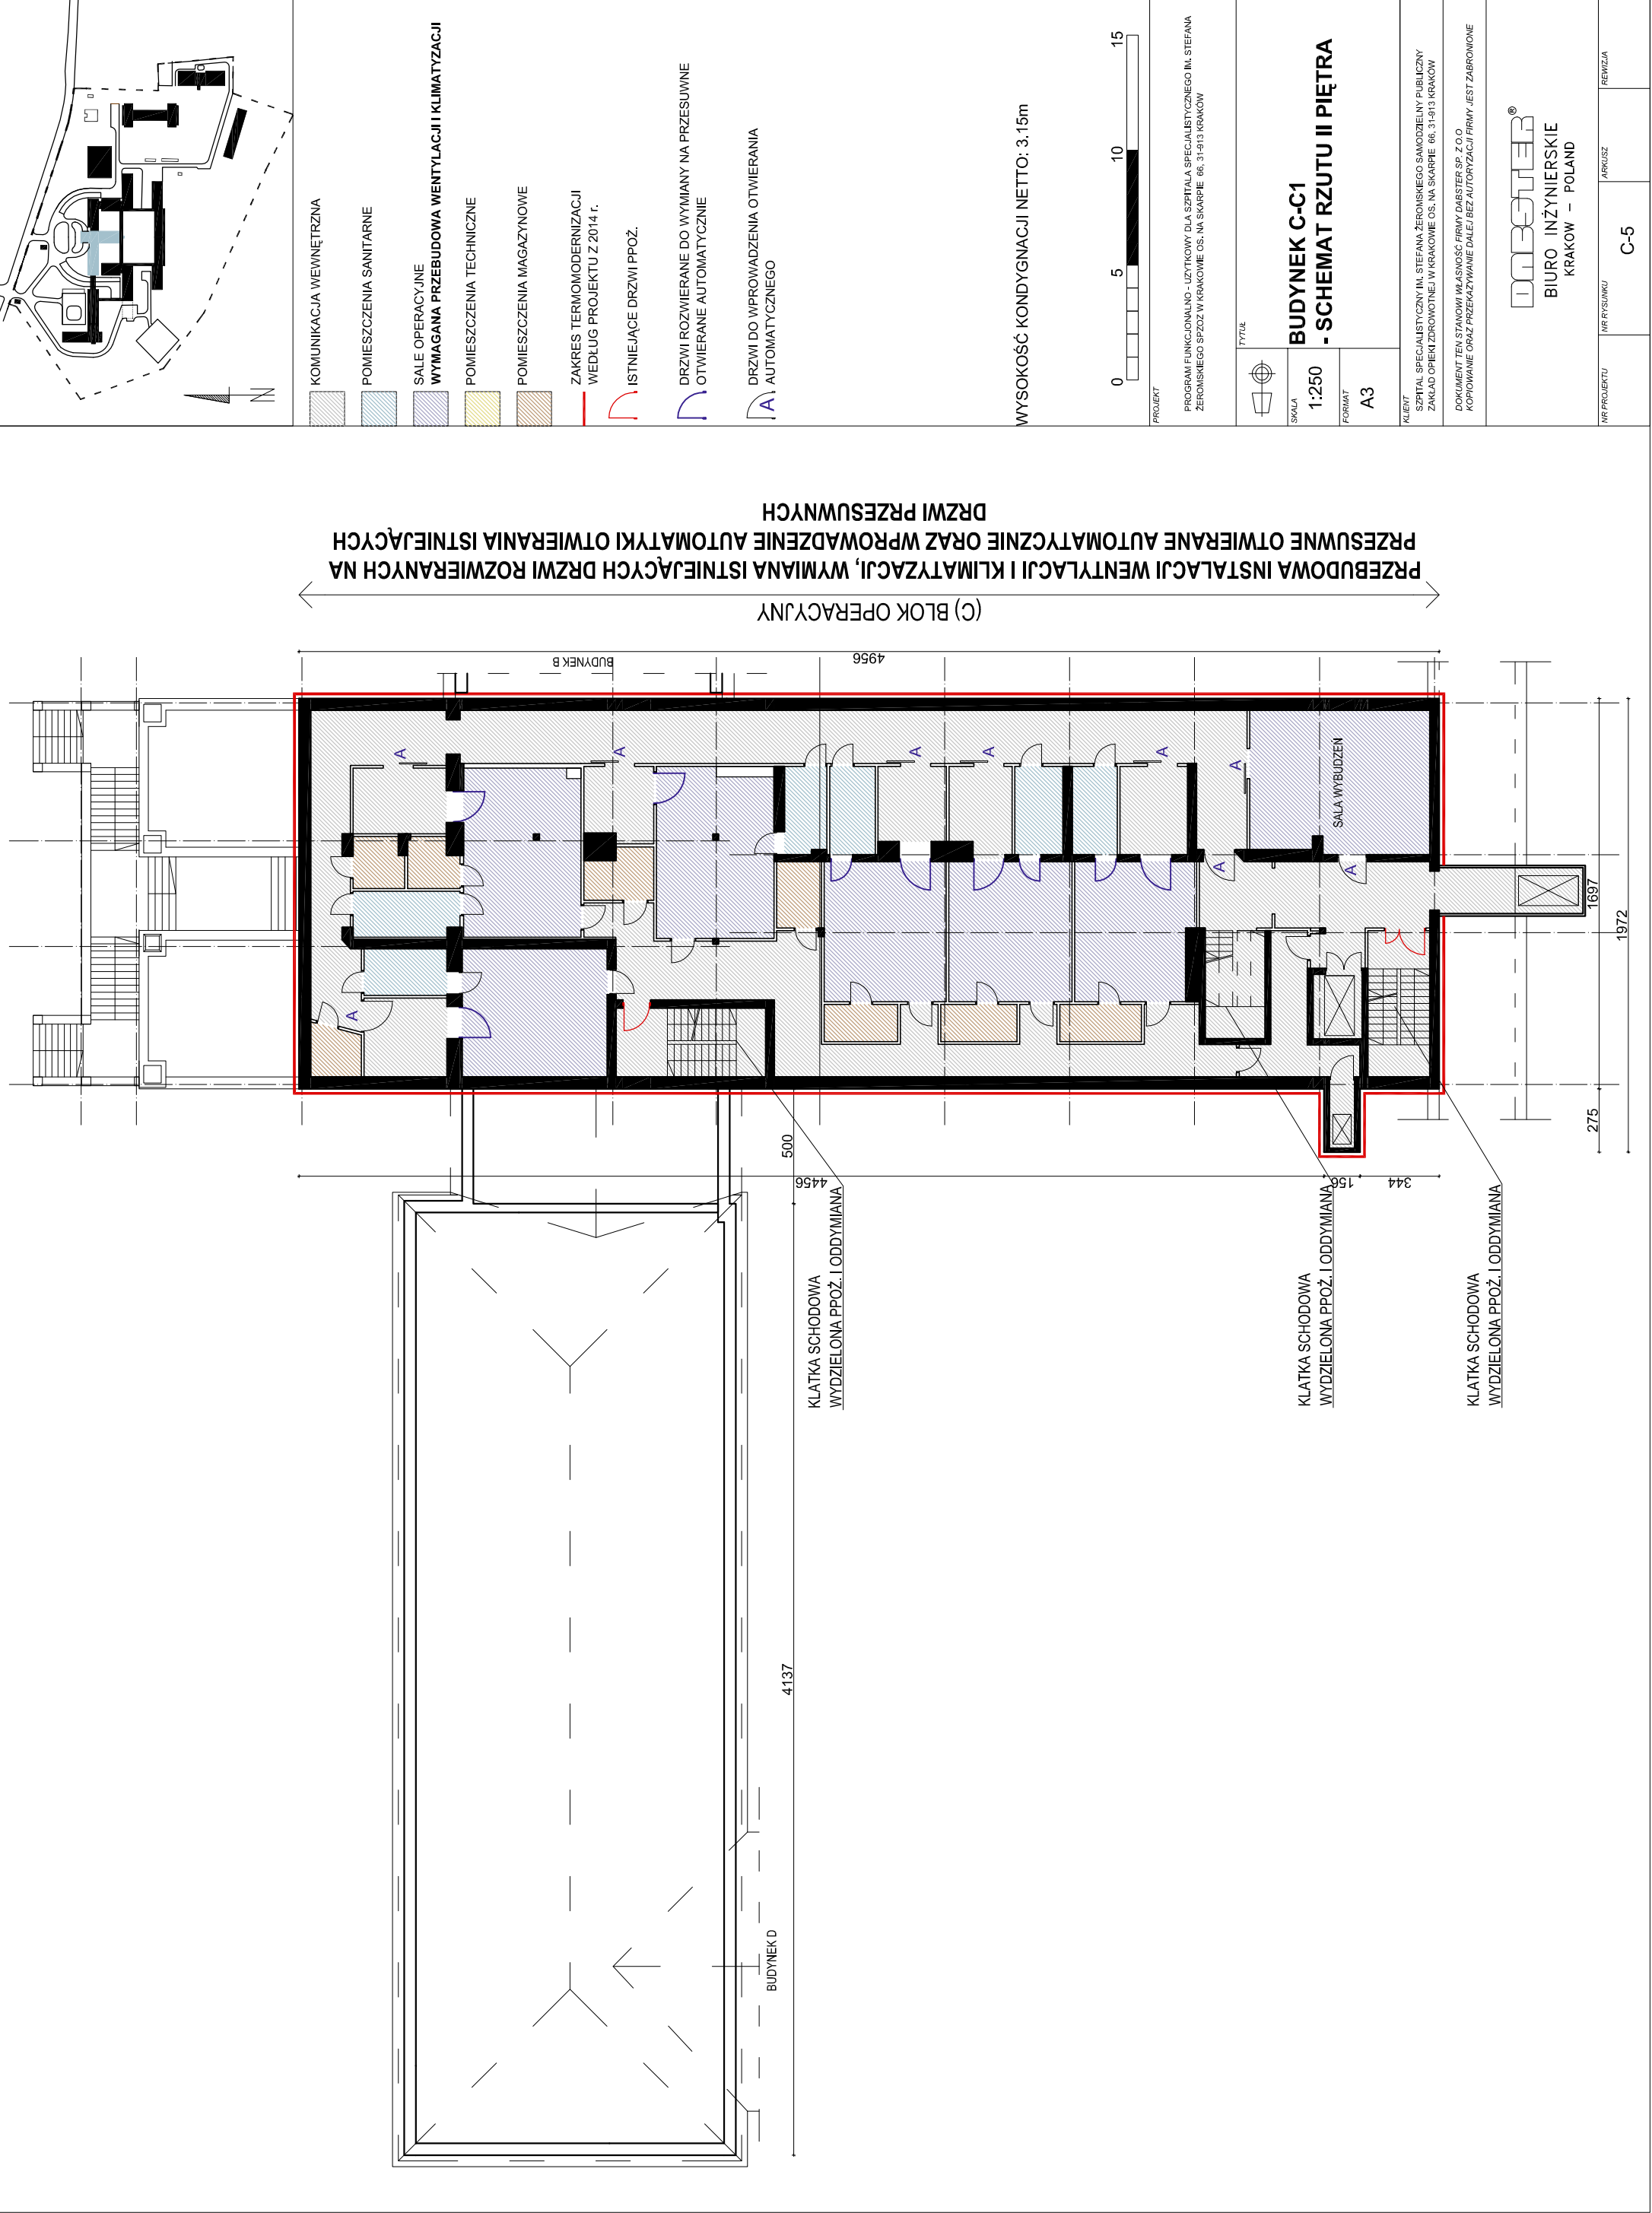 KOMUNIKACJA WEWNĘTRZNA
POMIESZCZENIA SANITARNE
SALE OPERACYJNE
WYMAGANA PRZEBUDOWA WENTYLACJI I KLIMATYZACJI
POMIESZCZENIA TECHNICZNE
POMIESZCZENIA MAGAZYNOWE
ZAKRES TERMOMODERNIZACJI
WEDŁUG PROJEKTU Z 2014 r.
ISTNIEJĄCE DRZWI PPOŻ.
DRZWI ROZWIERANE DO WYMIANY NA PRZESUWNE
OTWIERANE AUTOMATYCZNIE
DRZWI DO WPROWADZENIA OTWIERANIA
A AUTOMATYCZNEGO
WYSOKOŚĆ KONDYGNACJI NETTO: 3.15m
0 5 10 15
PROJEKT
PROGRAM FUNKCJONALNO - UŻYTKOWY DLA SZPITALA SPECJALISTYCZNEGO IM. STEFANA
ŻEROMSKIEGO SPZOZ W KRAKOWIE OS. NA SKARPIE 66, 31-913 KRAKÓW
TYTUŁ
BUDYNEK C-C1
- SCHEMAT RZUTU II PIĘTRA
SKALA
1:250
FORMAT
A3
KLIENT
SZPITAL SPECJALISTYCZNY IM. STEFANA ŻEROMSKIEGO SAMODZIELNY PUBLICZNY
ZAKŁAD OPIEKI ZDROWOTNEJ W KRAKOWIE OS. NA SKARPIE 66, 31-913 KRAKÓW
DOKUMENT TEN STANOWI WŁASNOŚĆ FIRMY DABSTER SP. Z O.O
KOPIOWANIE ORAZ PRZEKAZYWANIE DALEJ BEZ AUTORYZACJI FIRMY JEST ZABRONIONE
DABSTER®
BIURO INŻYNIERSKIE
KRAKOW – POLAND
NR PROJEKTU
NR RYSUNKU
C-5
ARKUSZ
REWIZJA
N
PRZEBUDOWA INSTALACJI WENTYLACJI I KLIMATYZACJI, WYMIANA ISTNIEJĄCYCH DRZWI ROZWIERANYCH NA
PRZESUWNE OTWIERANE AUTOMATYCZNIE ORAZ WPROWADZENIE AUTOMATYKI OTWIERANIA ISTNIEJĄCYCH
DRZWI PRZESUWNYCH
(C) BLOK OPERACYJNY
4956
BUDYNEK B
A
A
A
A
A
A
A
A
A
SALA WYBUDZEŃ
1697
1972
275
500
4456
156
344
KLATKA SCHODOWA
WYDZIELONA PPOŻ. I ODDYMIANA
KLATKA SCHODOWA
WYDZIELONA PPOŻ. I ODDYMIANA
KLATKA SCHODOWA
WYDZIELONA PPOŻ. I ODDYMIANA
4137
BUDYNEK D